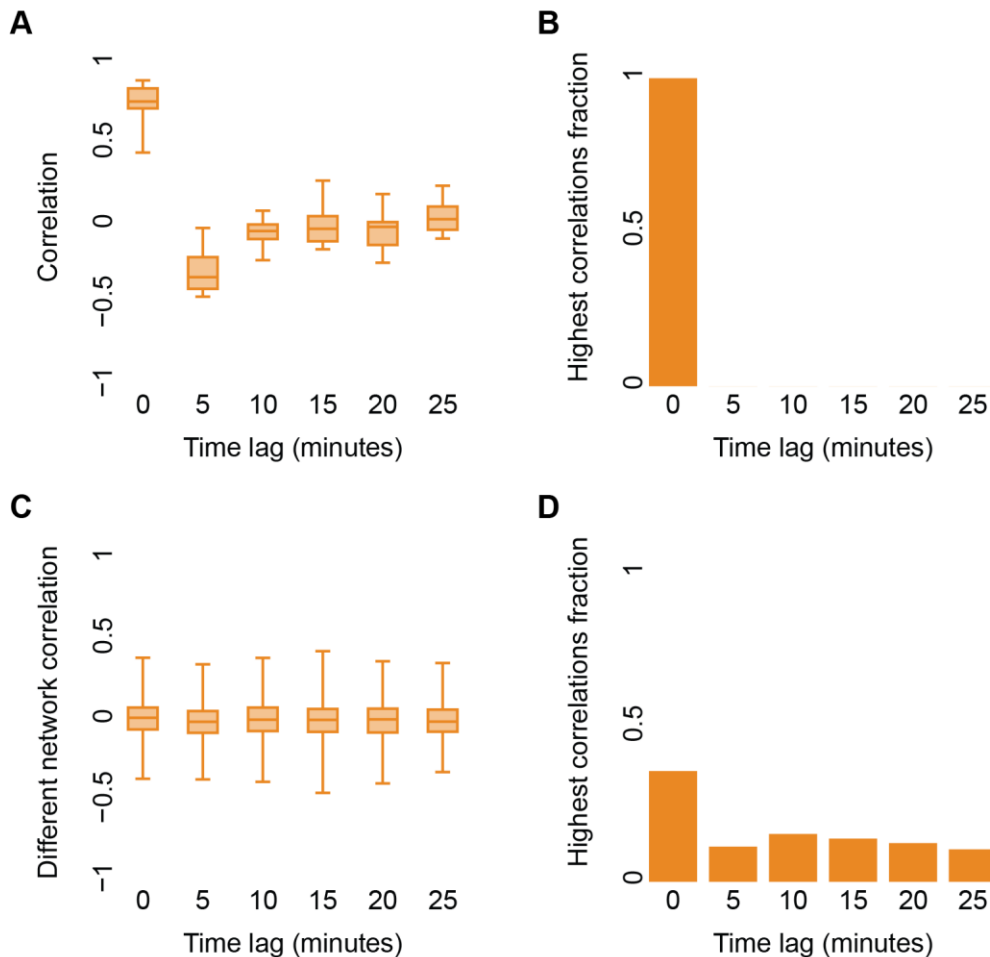 A
Correlation
1
0.5
0
−0.5
−1
0 5 10 15 20 25
Time lag (minutes)
B
Highest correlations fraction
1
0.5
0
0 5 10 15 20 25
Time lag (minutes)
C
Different network correlation
1
0.5
0
−0.5
−1
0 5 10 15 20 25
Time lag (minutes)
D
Highest correlations fraction
1
0.5
0
0 5 10 15 20 25
Time lag (minutes)